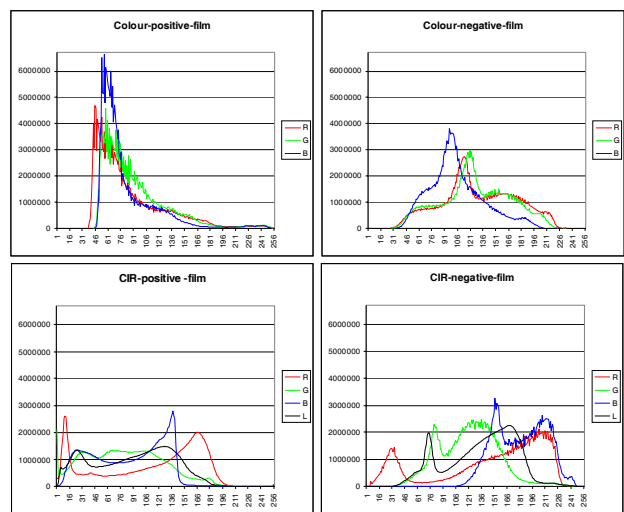 Colour-positive-film
6000000
5000000
4000000
3000000
2000000
1000000
0
1 16 31 46 61 76 91 106 121 136 151 166 181 196 211 226 241 256
R
G
B
Colour-negative-film
6000000
5000000
4000000
3000000
2000000
1000000
0
1 16 31 46 61 76 91 106 121 136 151 166 181 196 211 226 241 256
R
G
B
CIR-positive -film
6000000
5000000
4000000
3000000
2000000
1000000
0
1 16 31 46 61 76 91 106 121 136 151 166 181 196 211 226 241 256
R
G
B
L
CIR-negative-film
6000000
5000000
4000000
3000000
2000000
1000000
0
1 16 31 46 61 76 91 106 121 136 151 166 181 196 211 226 241 256
R
G
B
L